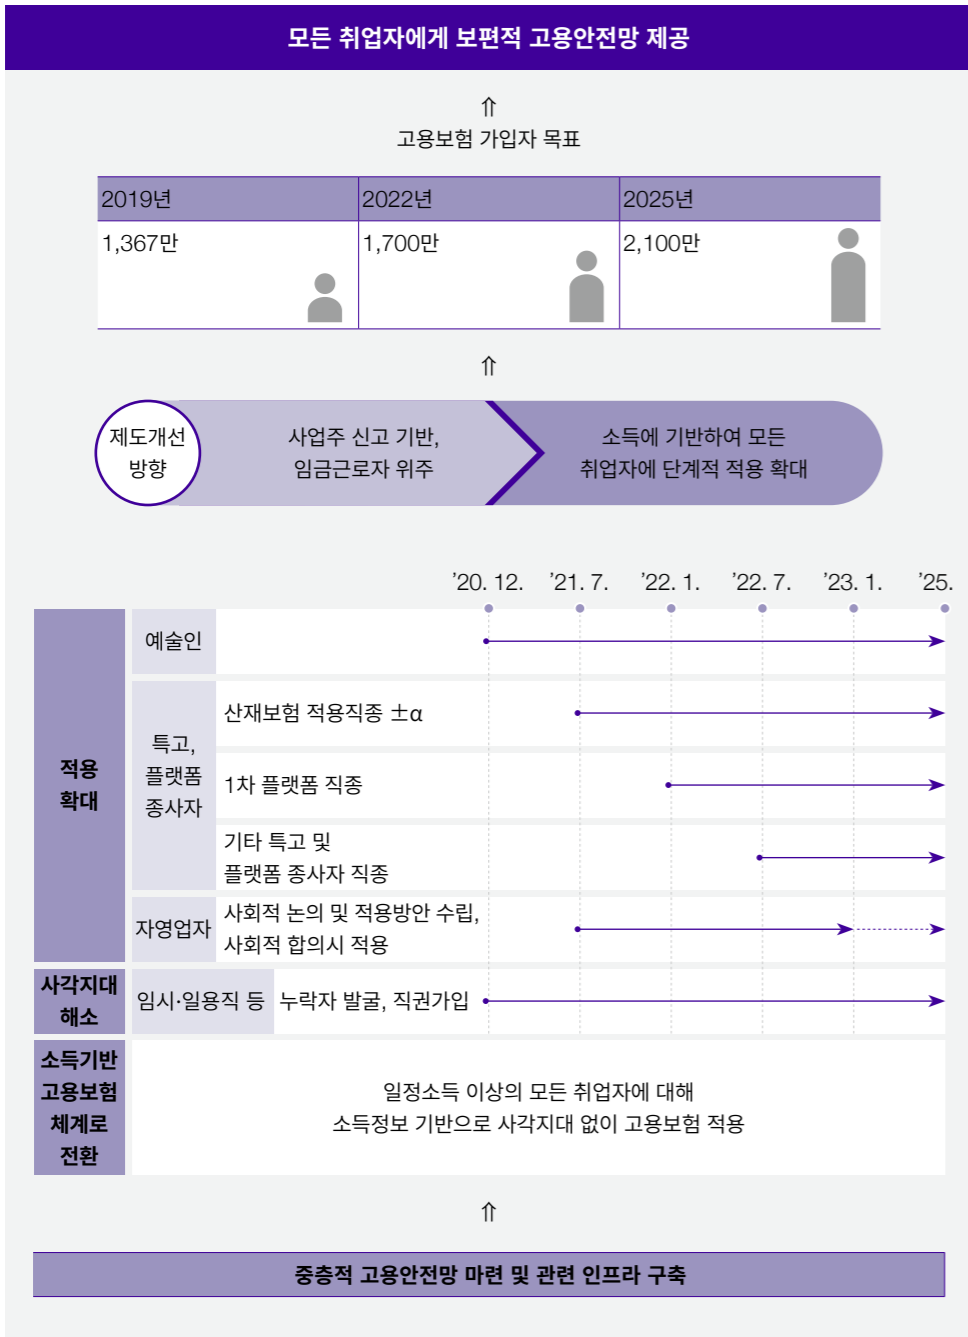 모든 취업자에게 보편적 고용안전망 제공
⇑
고용보험 가입자 목표
2019년
2022년
2025년
1,367만
1,700만
2,100만
⇑
제도개선
방향
사업주 신고 기반,
임금근로자 위주
소득에 기반하여 모든
취업자에 단계적 적용 확대
’20. 12.
’21. 7.
’22. 1.
’22. 7.
’23. 1.
’25.
적용
확대
예술인
특고,
플랫폼
종사자
산재보험 적용직종 ±α
1차 플랫폼 직종
기타 특고 및
플랫폼 종사자 직종
자영업자
사회적 논의 및 적용방안 수립,
사회적 합의시 적용
사각지대
해소
임시·일용직 등
누락자 발굴, 직권가입
소득기반
고용보험
체계로
전환
일정소득 이상의 모든 취업자에 대해
소득정보 기반으로 사각지대 없이 고용보험 적용
⇑
중층적 고용안전망 마련 및 관련 인프라 구축